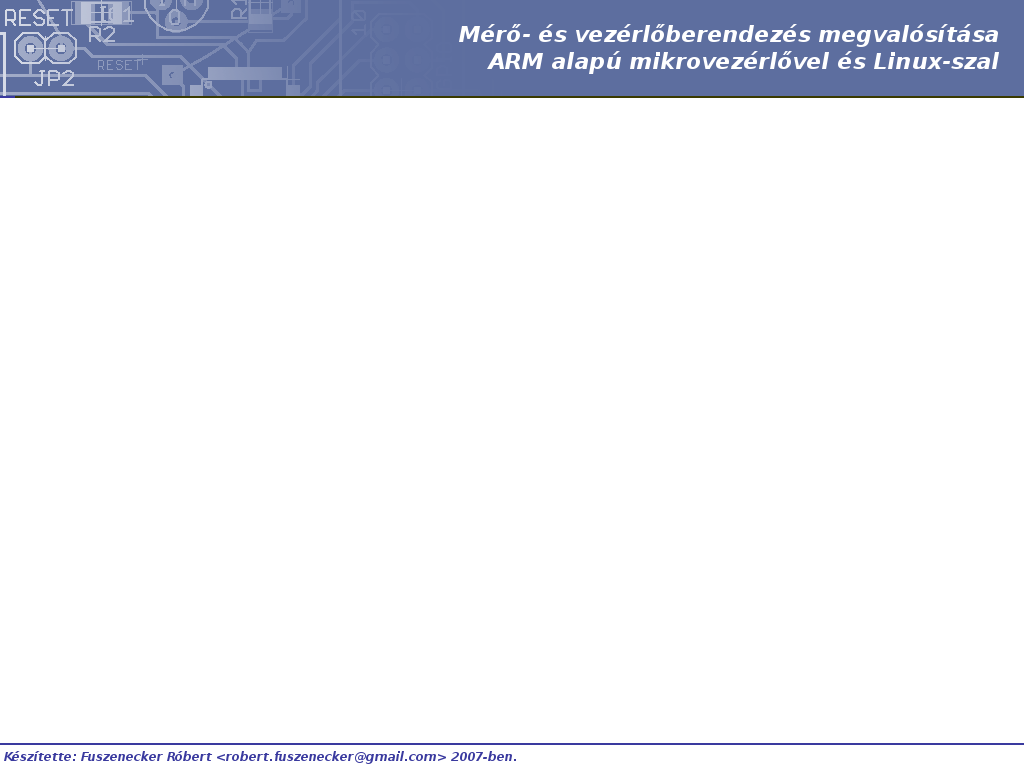 RESET
R2
JP2
RESET
R1
Mérő- és vezérlőberendezés megvalósítása
ARM alapú mikrovezérlővel és Linux-szal
Készítette: Fuszenecker Róbert <robert.fuszenecker@gmail.com> 2007-ben.